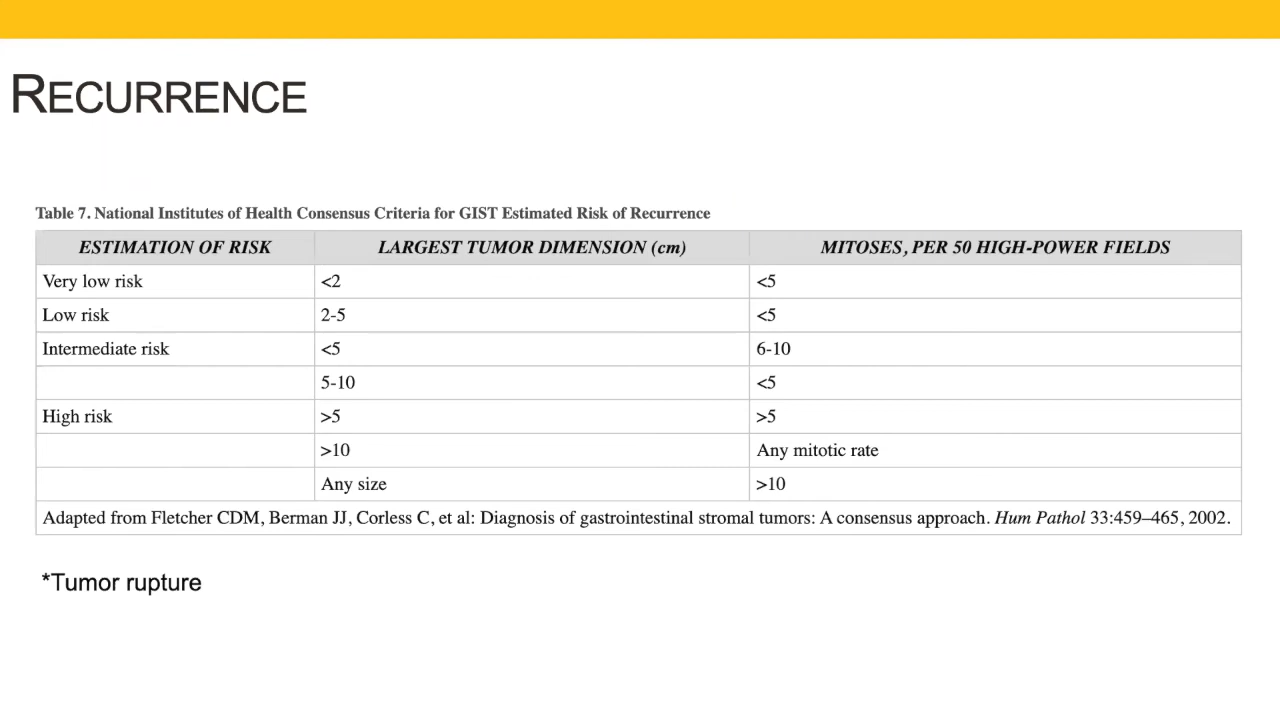 RECURRENCE
Table 7. National Institutes of Health Consensus Criteria for GIST Estimated Risk of Recurrence
ESTIMATION OF RISK LARGEST TUMOR DIMENSION (cm) MITOSES, PER 50 HIGH-POWER FIELDS
Very low risk <2 <5
Low risk 2-5 <5
Intermediate risk <5 6-10
5-10 <5
High risk >5 >5
>10 Any mitotic rate
Any size >10
Adapted from Fletcher CDM, Berman JJ, Corless C, et al: Diagnosis of gastrointestinal stromal tumors: A consensus approach. Hum Pathol 33:459–465, 2002.
*Tumor rupture